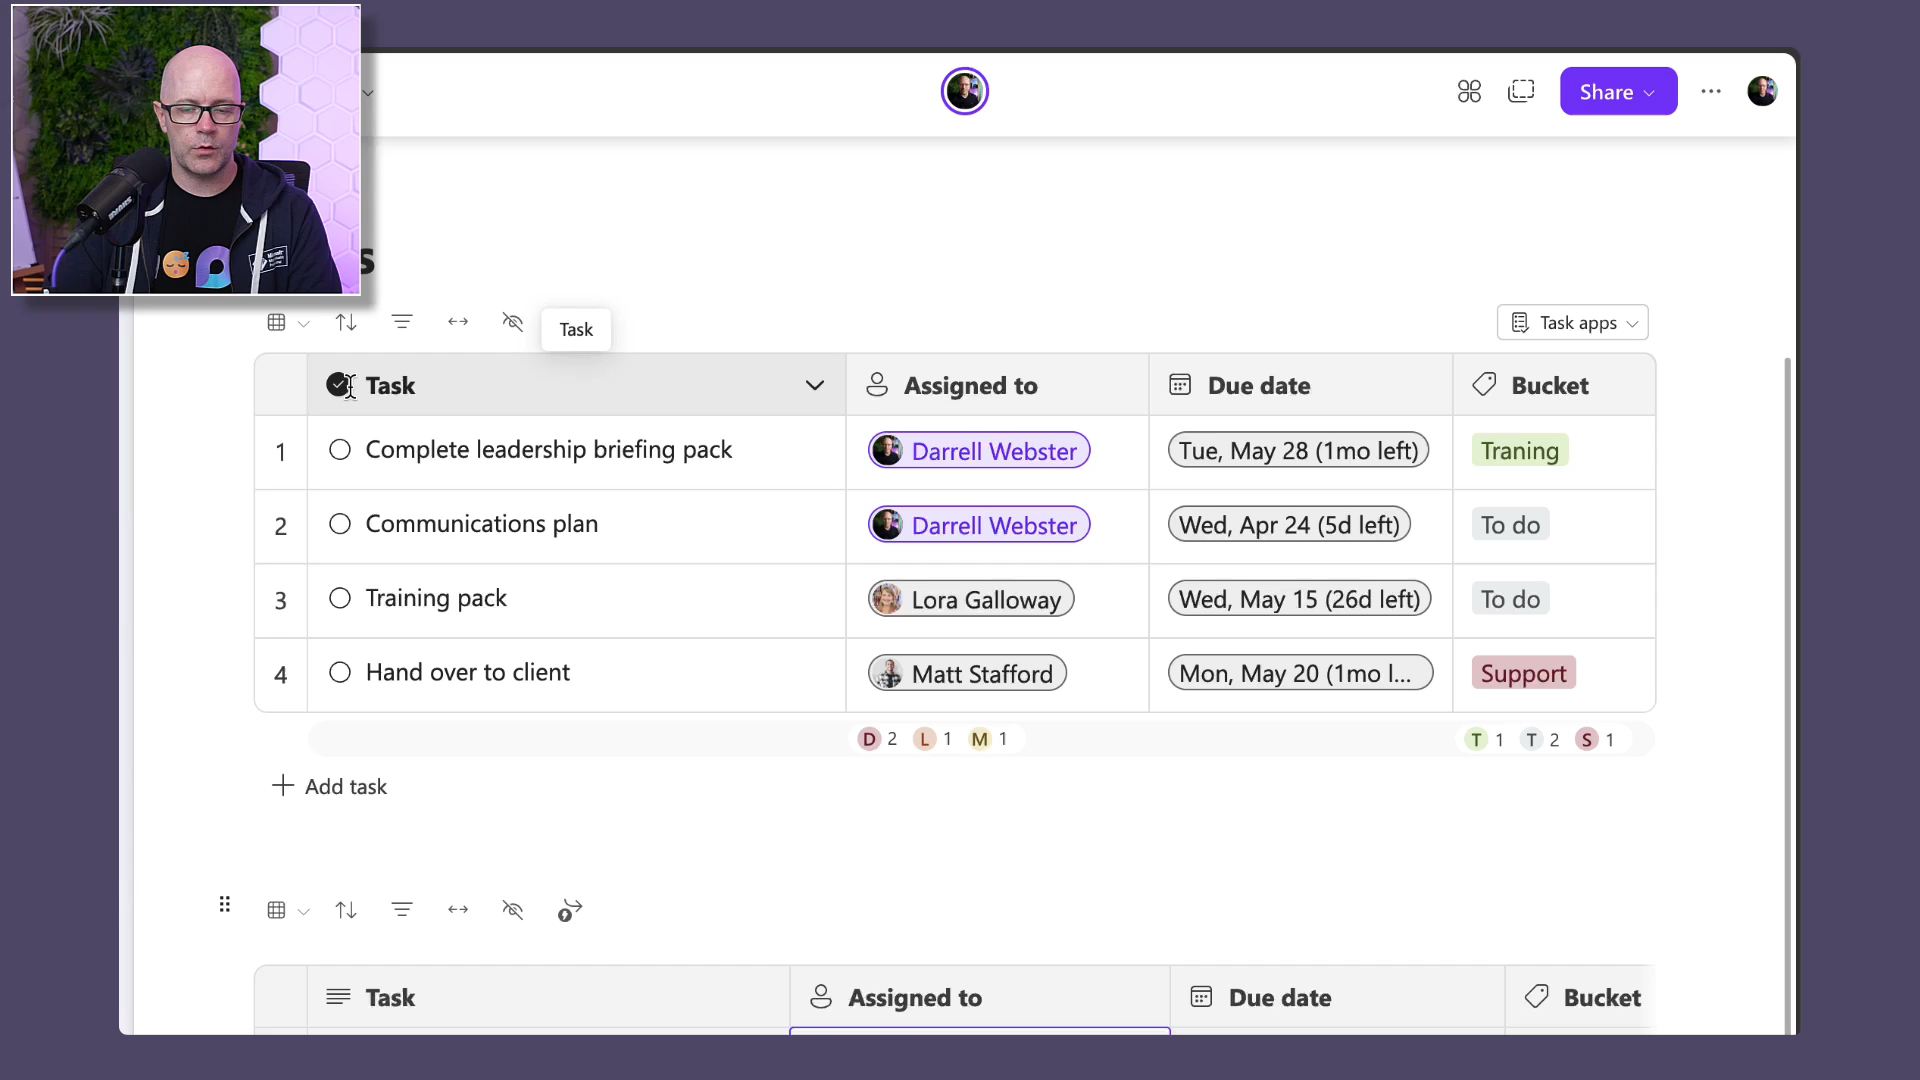 Share
s
Task
Task apps
Task
Assigned to
Due date
Bucket
1
Complete leadership briefing pack
Darrell Webster
Tue, May 28 (1mo left)
Traning
2
Communications plan
Darrell Webster
Wed, Apr 24 (5d left)
To do
3
Training pack
Lora Galloway
Wed, May 15 (26d left)
To do
4
Hand over to client
Matt Stafford
Mon, May 20 (1mo l...
Support
D 2 L 1 M 1
T 1 T 2 S 1
Add task
Task
Assigned to
Due date
Bucket